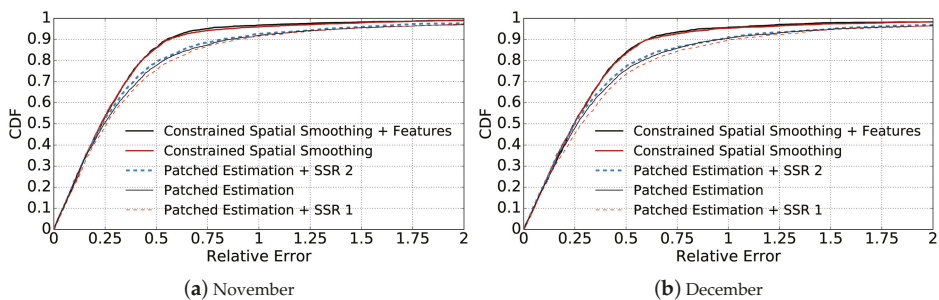 CDF
1
0.9
0.8
0.7
0.6
0.5
0.4
0.3
0.2
0.1
0
Constrained Spatial Smoothing + Features
Constrained Spatial Smoothing
Patched Estimation + SSR 2
Patched Estimation
Patched Estimation + SSR 1
0 0.25 0.5 0.75 1 1.25 1.5 1.75 2
Relative Error
(a) November
CDF
1
0.9
0.8
0.7
0.6
0.5
0.4
0.3
0.2
0.1
0
Constrained Spatial Smoothing + Features
Constrained Spatial Smoothing
Patched Estimation + SSR 2
Patched Estimation
Patched Estimation + SSR 1
0 0.25 0.5 0.75 1 1.25 1.5 1.75 2
Relative Error
(b) December